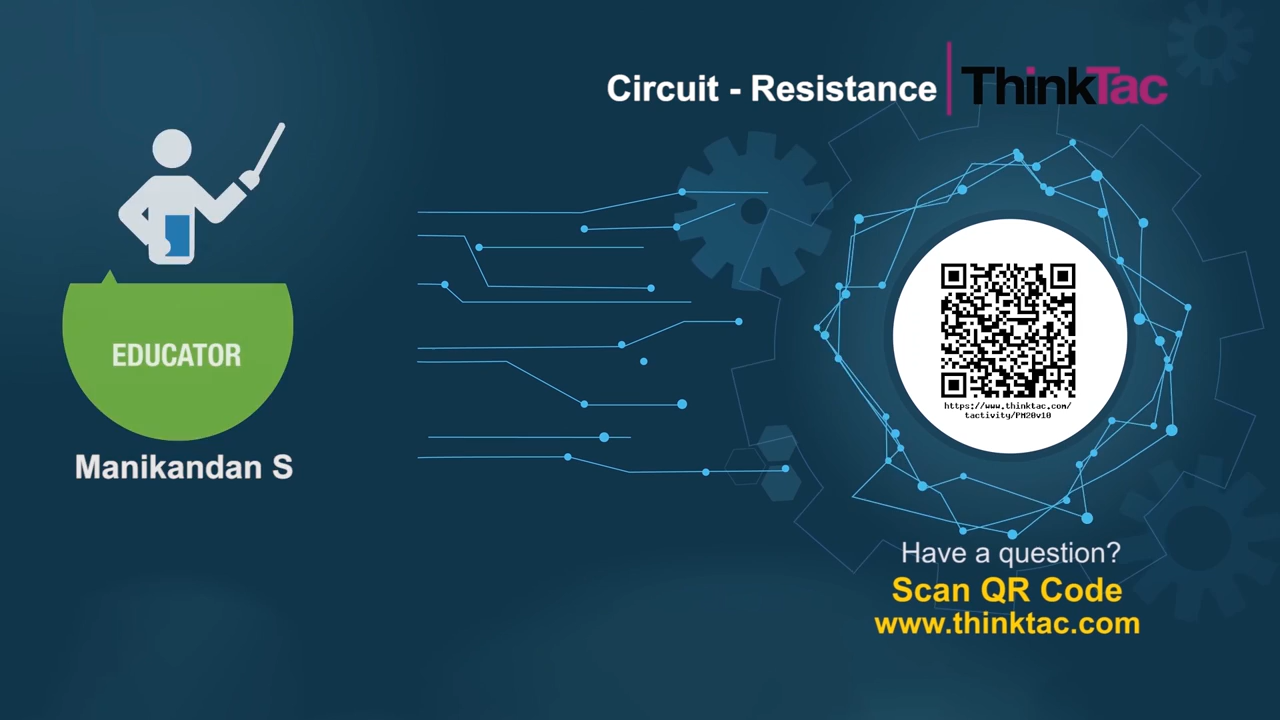 Circuit - Resistance
ThinkTac
EDUCATOR
Manikandan S
https://www.thinktac.com/
tactivity/PM20v10
Have a question?
Scan QR Code
www.thinktac.com